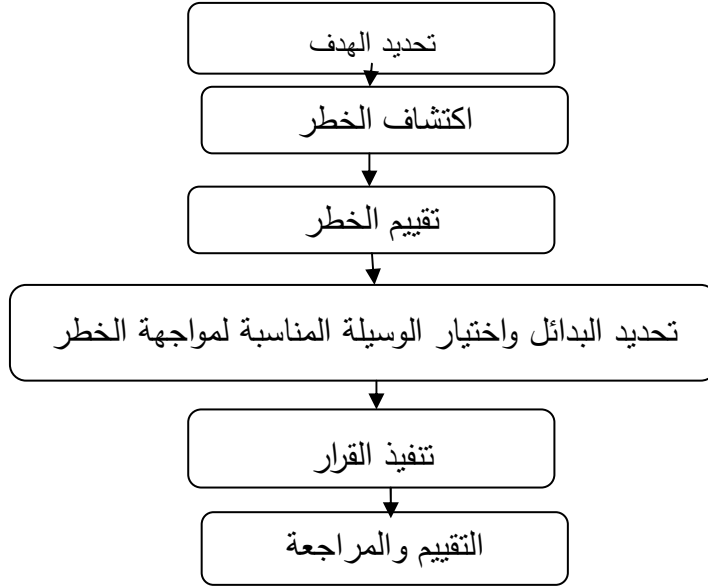 تحديد الهدف
اكتشاف الخطر
تقييم الخطر
تحديد البدائل واختيار الوسيلة المناسبة لمواجهة الخطر
تنفيذ القرار
التقييم والمراجعة